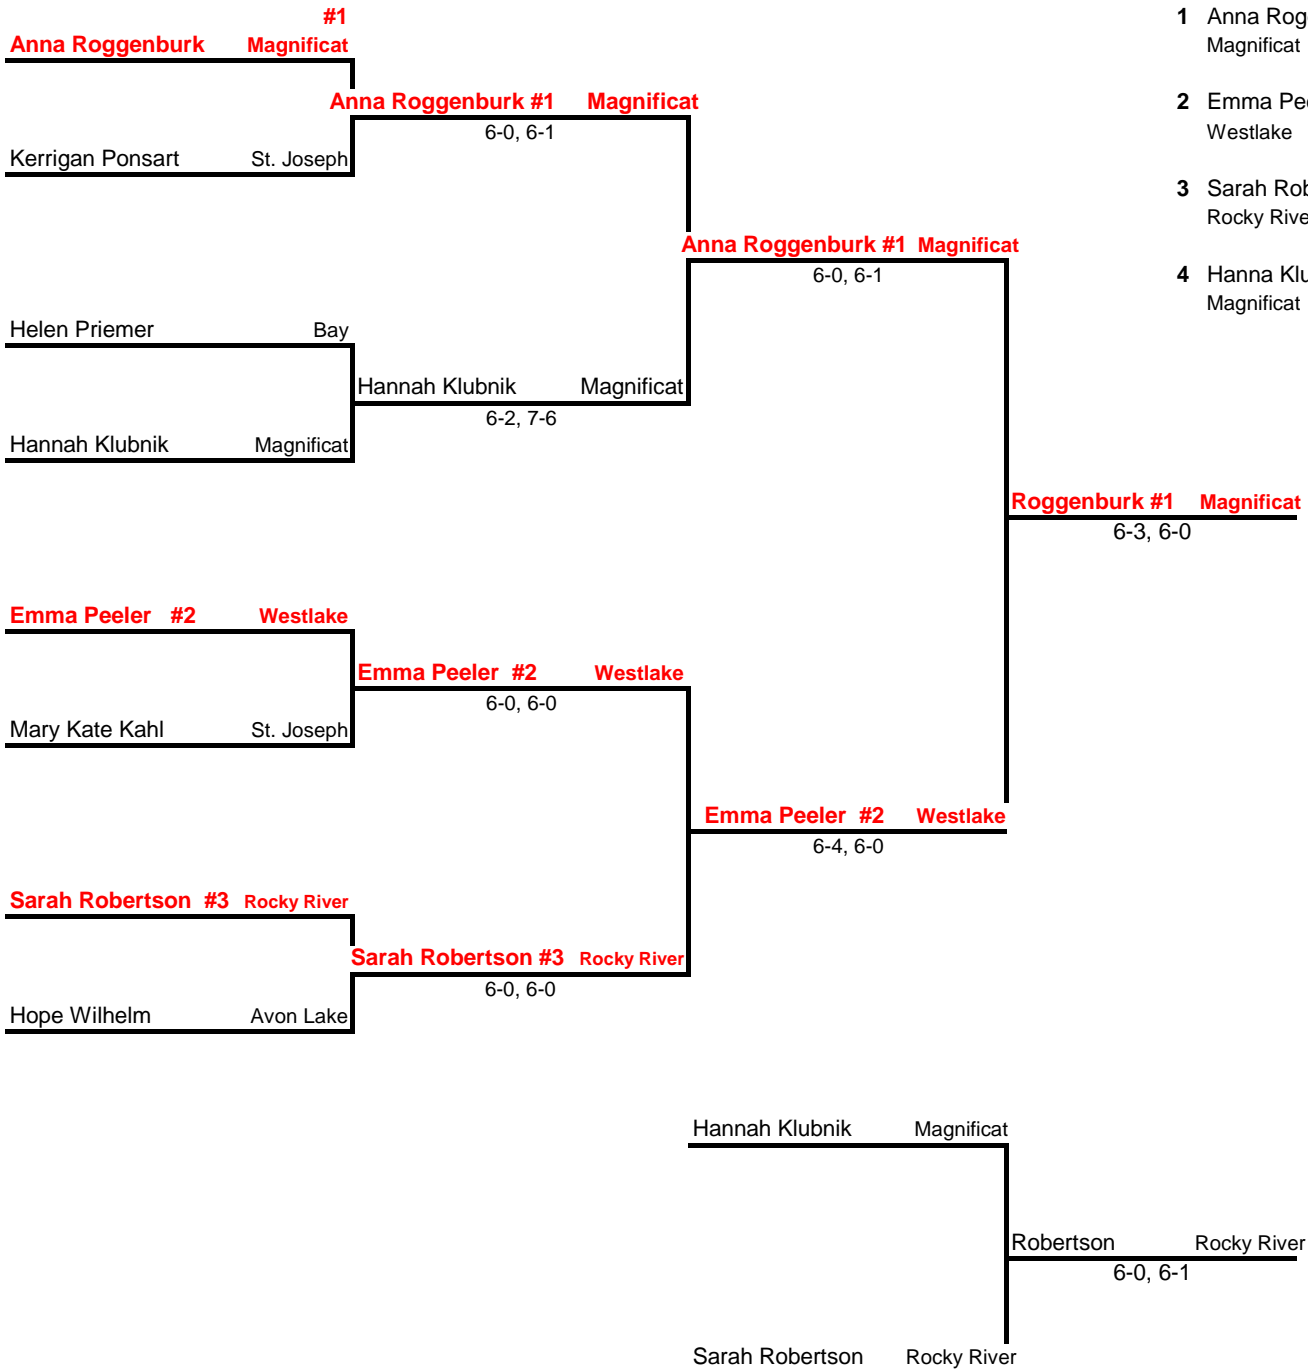 #1
Anna Roggenburk Magnificat
Anna Roggenburk #1 Magnificat
6-0, 6-1
Kerrigan Ponsart St. Joseph
Anna Roggenburk #1 Magnificat
6-0, 6-1
Helen Priemer Bay
Hannah Klubnik Magnificat
6-2, 7-6
Hannah Klubnik Magnificat
Roggenburk #1 Magnificat
6-3, 6-0
Emma Peeler #2 Westlake
Emma Peeler #2 Westlake
6-0, 6-0
Mary Kate Kahl St. Joseph
Emma Peeler #2 Westlake
6-4, 6-0
Sarah Robertson #3 Rocky River
Sarah Robertson #3 Rocky River
6-0, 6-0
Hope Wilhelm Avon Lake
Hannah Klubnik Magnificat
Robertson Rocky River
6-0, 6-1
Sarah Robertson Rocky River
1 Anna
Magnificat
2 Emma
Westlake
3 Sarah
Rocky
4 Hanna
Magnificat